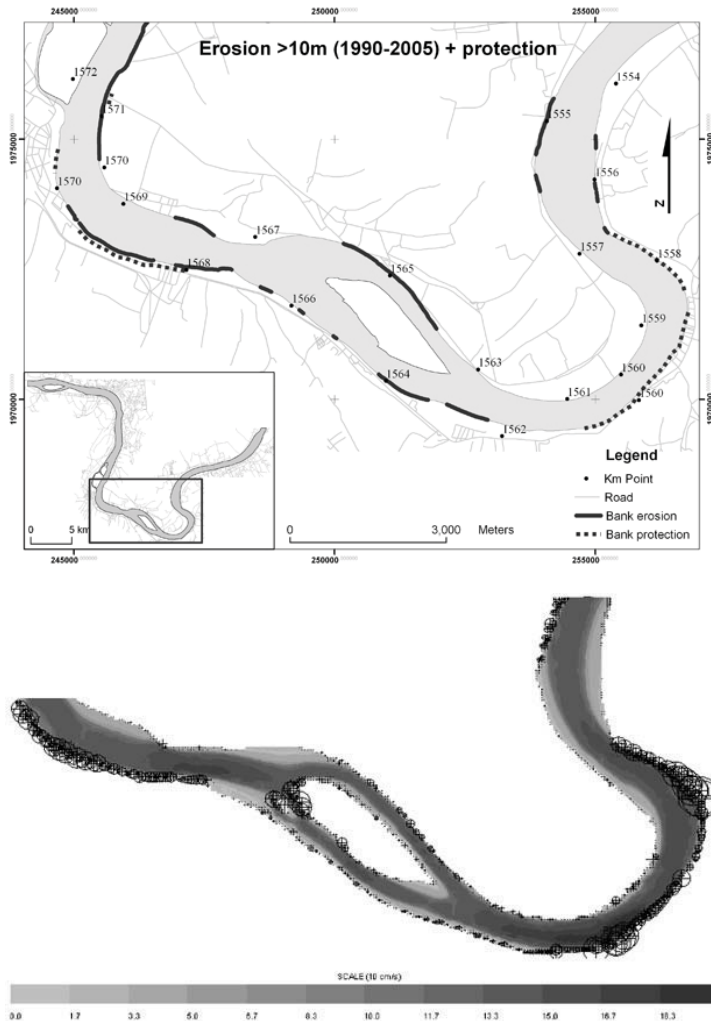 245000
250000
255000
Erosion >10m (1990-2005) + protection
1572
1554
1571
1555
1975000
1975000
N
1570
1556
1570
1569
1567
1557
1558
1568
1565
1566
1559
1563
1560
1564
1561
1560
1970000
1970000
1562
Legend
Km Point
Road
Bank erosion
Bank protection
0 5 km
0 3,000 Meters
245000
250000
255000
SCALE (10 cm/s)
0.0 1.7 3.3 5.0 6.7 8.3 10.0 11.7 13.3 15.0 16.7 18.3